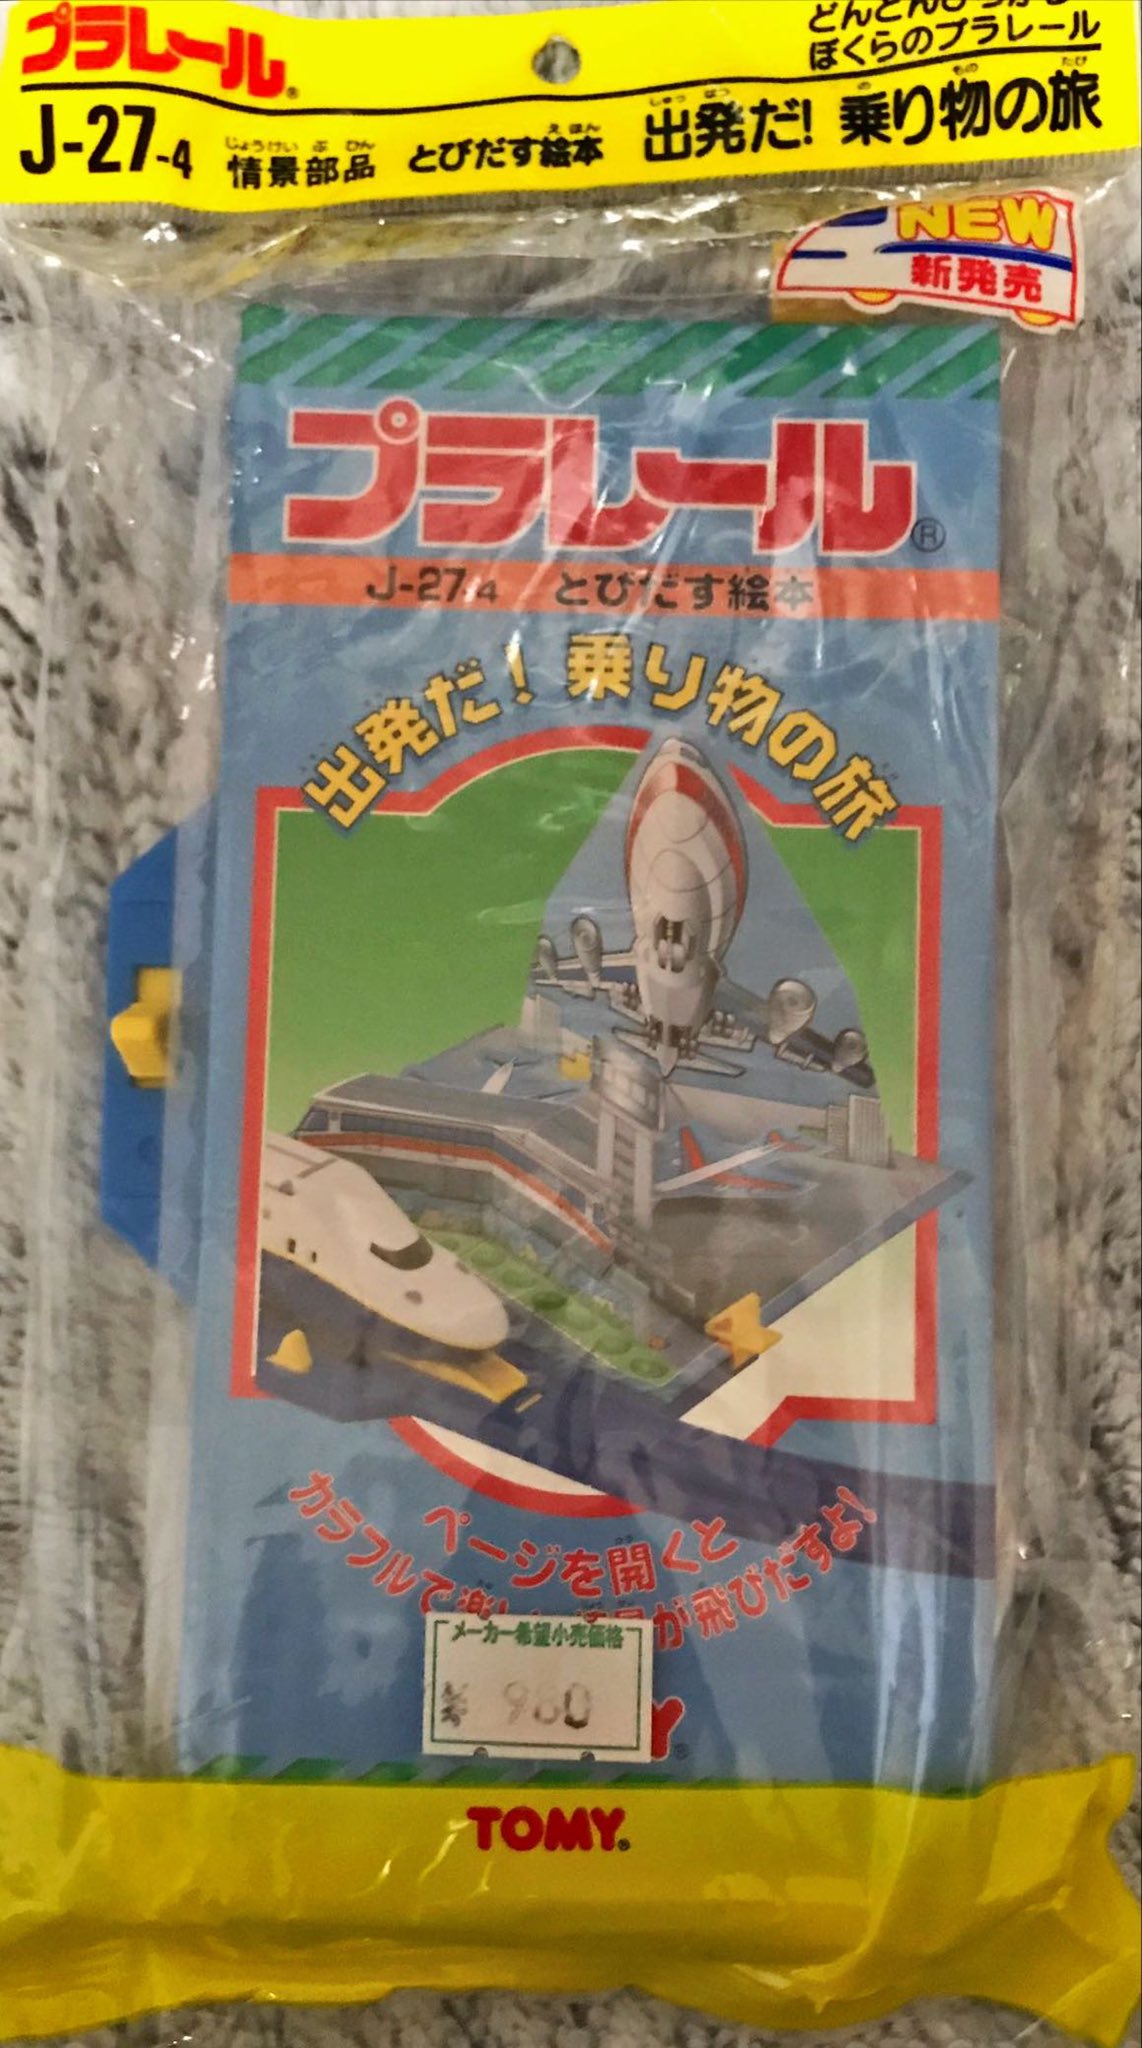 プラレール®
どんどんひろがる
ぼくらのプラレール
J-27-4 情景部品 とびだす絵本 出発だ! 乗り物の旅
じょうけい ぶ ひん え ほん しゅっ ぱつ の もの たび
NEW
新発売
プラレール®
J-27-4 とびだす絵本
出発だ! 乗り物の旅
ページを開くと
カラフルで楽し が飛びだすよ!
メーカー希望小売価格
¥ 980
Y®
TOMY®